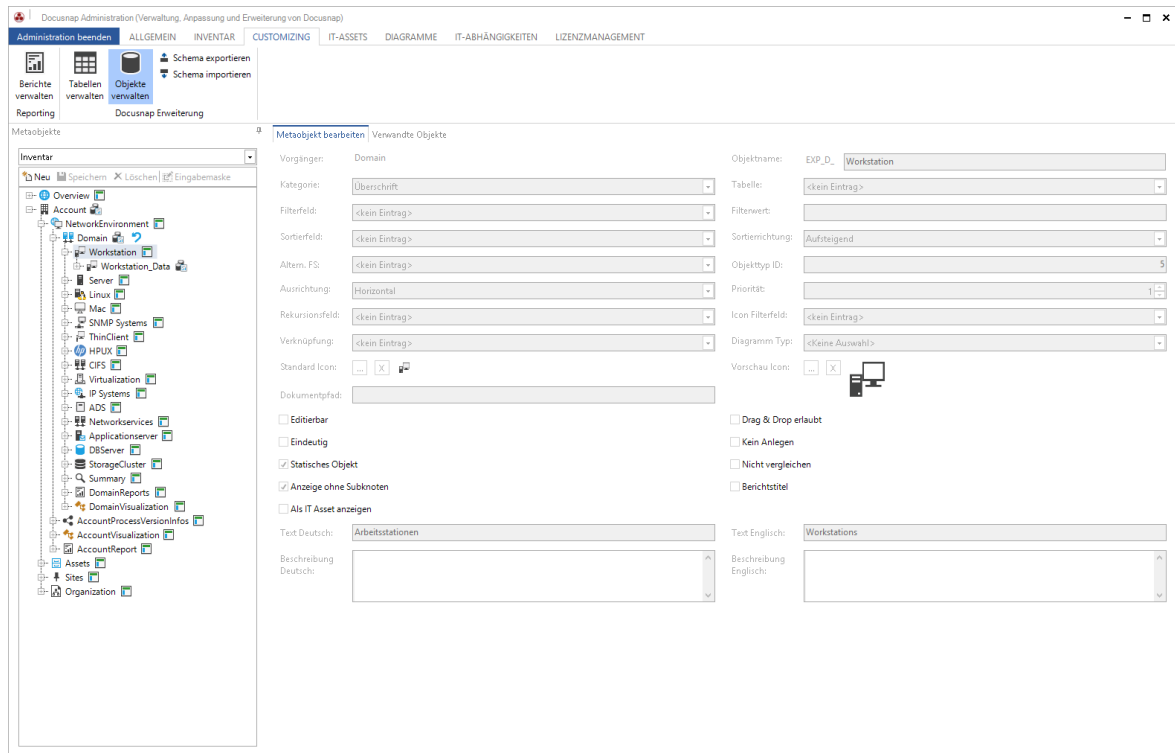 Docusnap Administration (Verwaltung, Anpassung und Erweiterung von Docusnap)
Administration beenden ALLGEMEIN INVENTAR CUSTOMIZING IT-ASSETS DIAGRAMME IT-ABHÄNGIGKEITEN LIZENZMANAGEMENT
Berichte verwalten
Tabellen verwalten
Objekte verwalten
Schema exportieren
Schema importieren
Reporting Docusnap Erweiterung
Metaobjekte
Inventar
Neu Speichern Löschen Eingabemaske
Overview
Account
NetworkEnvironment
Domain
Workstation
Workstation_Data
Server
Linux
Mac
SNMP Systems
ThinClient
HPUX
CIFS
Virtualization
IP Systems
ADS
Networkservices
Applicationserver
DBServer
StorageCluster
Summary
DomainReports
DomainVisualization
AccountProcessVersionInfos
AccountVisualization
AccountReport
Assets
Sites
Organization
Metaobjekt bearbeiten Verwandte Objekte
Vorgänger: Domain Objektname: EXP_D_ Workstation
Kategorie: Überschrift Tabelle: <kein Eintrag>
Filterfeld: <kein Eintrag> Filterwert:
Sortierfeld: <kein Eintrag> Sortierrichtung: Aufsteigend
Altern. FS: <kein Eintrag> Objekttyp ID: 5
Ausrichtung: Horizontal Priorität: 1
Rekursionsfeld: <kein Eintrag> Icon Filterfeld: <kein Eintrag>
Verknüpfung: <kein Eintrag> Diagramm Typ: <Keine Auswahl>
Standard Icon: ... X Vorschau Icon: ... X
Dokumentpfad:
Editierbar Drag & Drop erlaubt
Eindeutig Kein Anlegen
Statisches Objekt Nicht vergleichen
Anzeige ohne Subknoten Berichtstitel
Als IT Asset anzeigen
Text Deutsch: Arbeitsstationen Text Englisch: Workstations
Beschreibung Deutsch: Beschreibung Englisch: